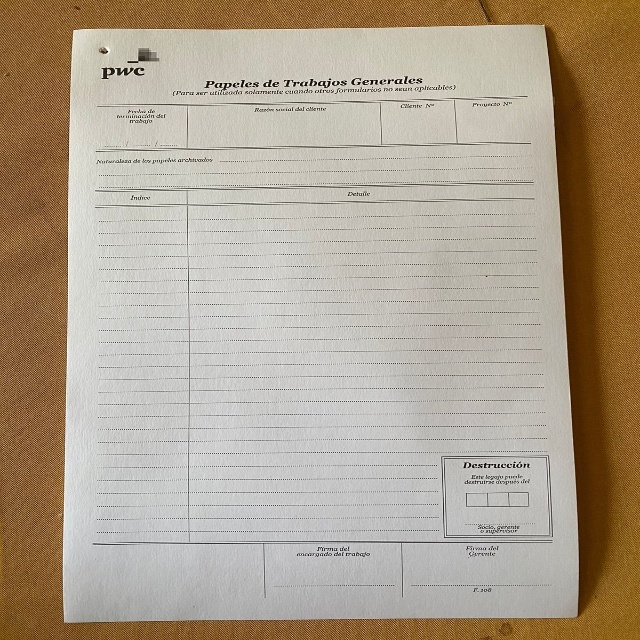 pwc
Papeles de Trabajos Generales
(Para ser utilizada solamente cuando otros formularios no sean aplicables)
Fecha de
terminación del
trabajo
Razón social del cliente
Cliente Nº
Proyecto Nº
/ /
Naturaleza de los papeles archivados
Indice
Detalle
Destrucción
Este legajo puede
destruirse después del
Socio, gerente
o supervisor
Firma del
encargado del trabajo
Firma del
Gerente
F. 108